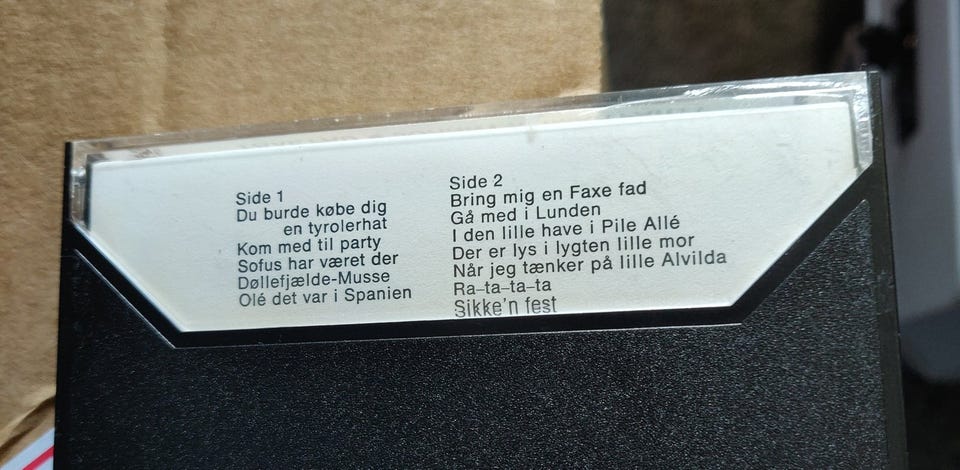 Side 1
Du burde købe dig
en tyrolerhat
Kom med til party
Sofus har været der
Døllefjælde-Musse
Olé det var i Spanien
Side 2
Bring mig en Faxe fad
Gå med i Lunden
I den lille have i Pile Allé
Der er lys i lygten lille mor
Når jeg tænker på lille Alvilda
Ra-ta-ta-ta
Sikke'n fest